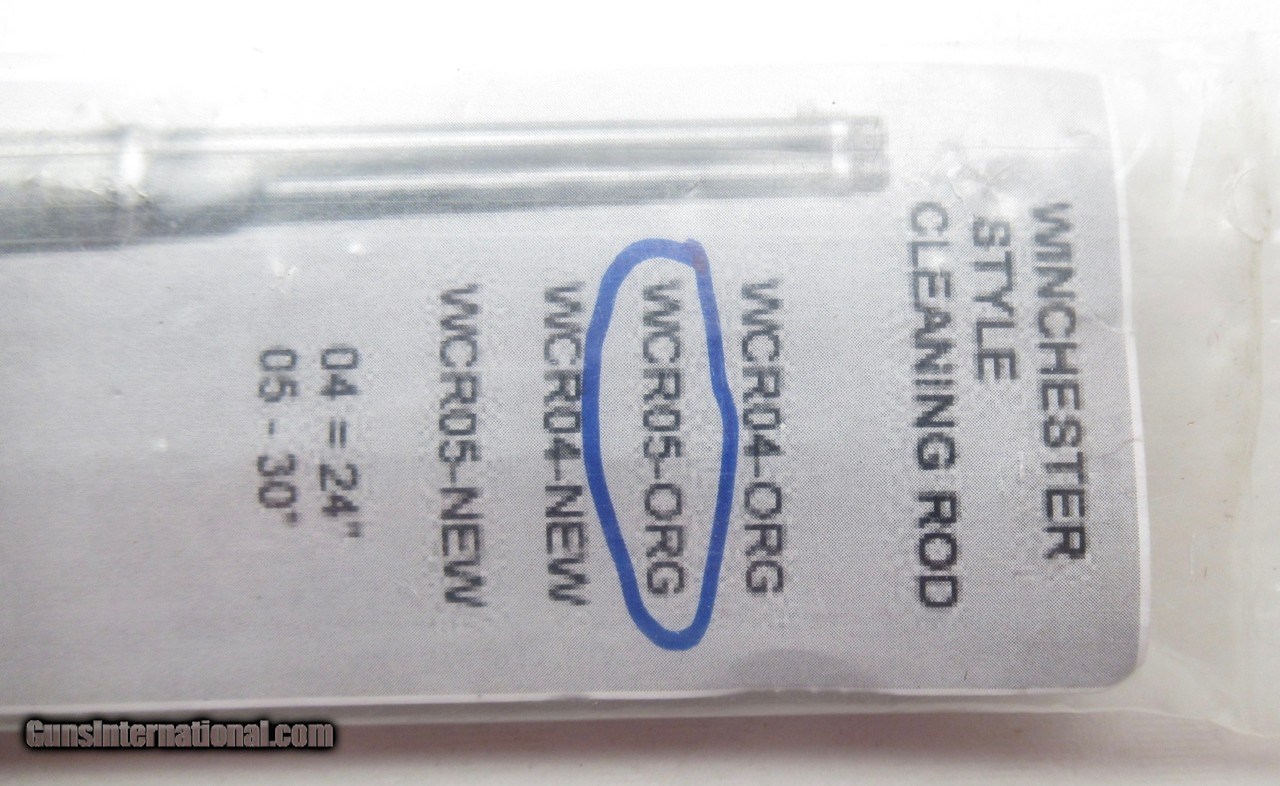 WINCHESTER
STYLE
CLEANING ROD
WCR04-ORG
WCR05-ORG
WCR04-NEW
WCR05-NEW
04 = 24"
05 - 30"
GunsInternational.com